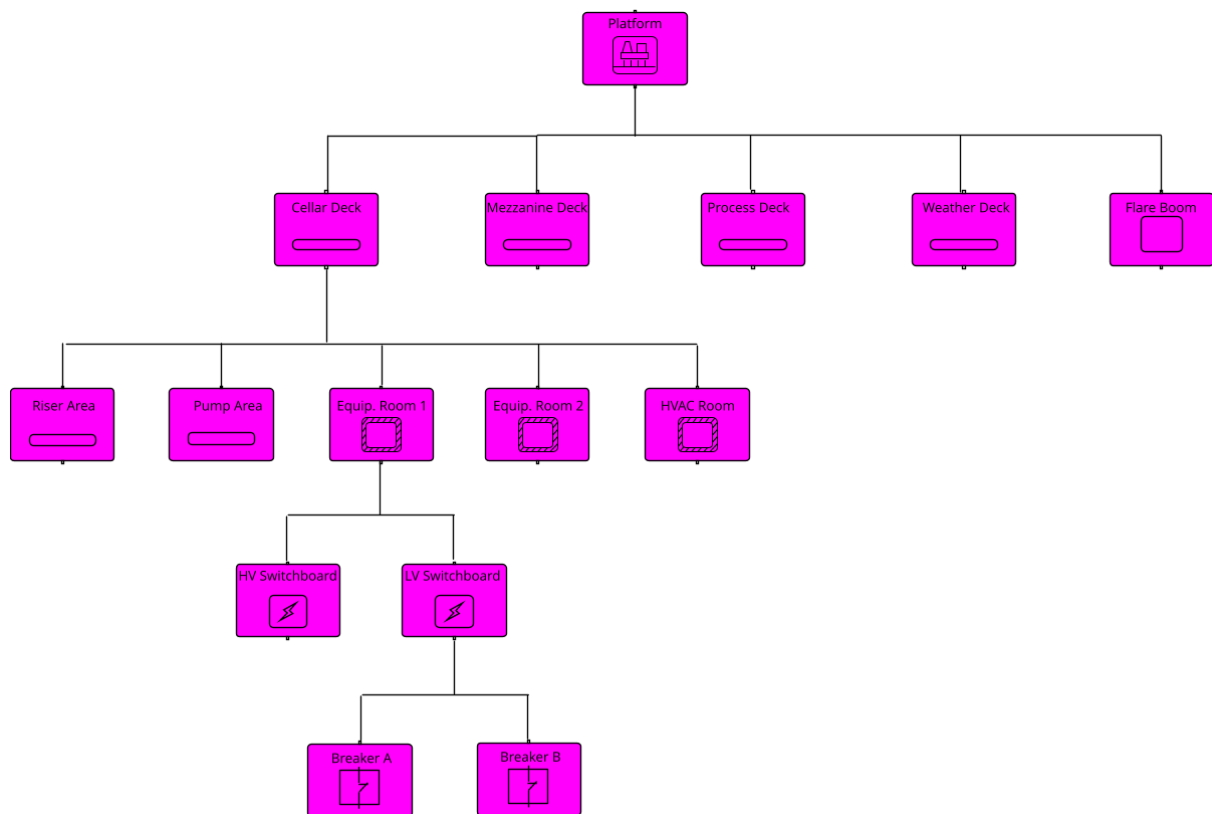 Platform
Cellar Deck
Mezzanine Deck
Process Deck
Weather Deck
Flare Boom
Riser Area
Pump Area
Equip. Room 1
Equip. Room 2
HVAC Room
HV Switchboard
LV Switchboard
Breaker A
Breaker B